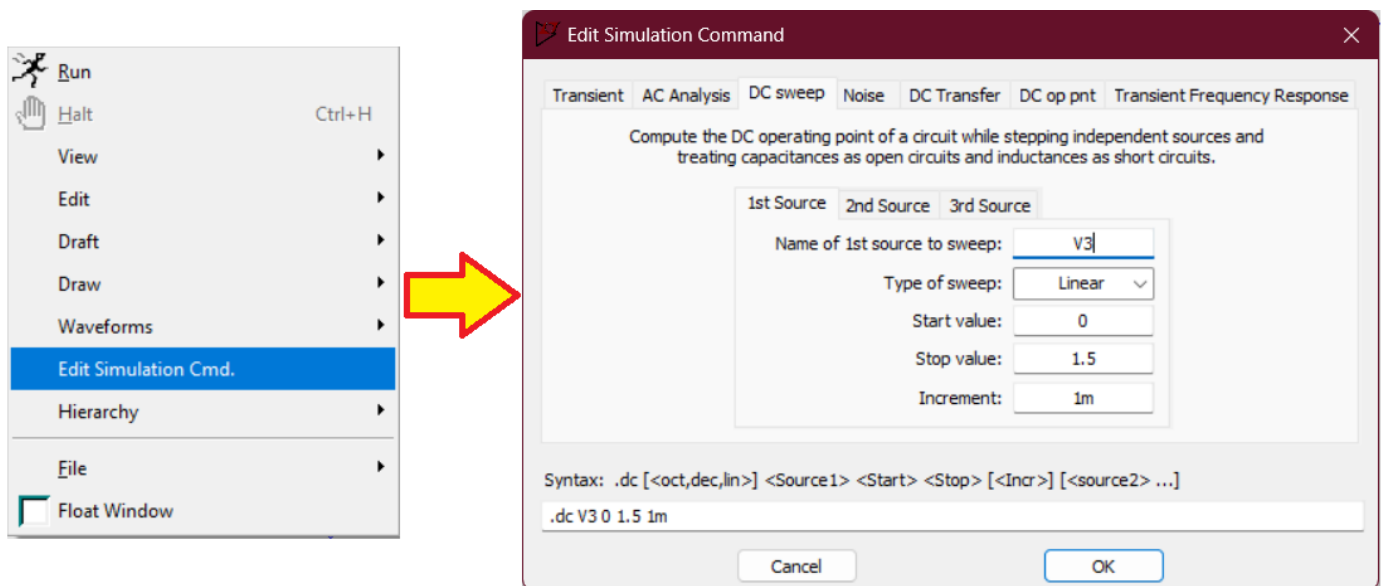 Run
Halt Ctrl+H
View
Edit
Draft
Draw
Waveforms
Edit Simulation Cmd.
Hierarchy
File
Float Window
Edit Simulation Command
Transient AC Analysis DC sweep Noise DC Transfer DC op pnt Transient Frequency Response
Compute the DC operating point of a circuit while stepping independent sources and
treating capacitances as open circuits and inductances as short circuits.
1st Source 2nd Source 3rd Source
Name of 1st source to sweep: V3
Type of sweep: Linear
Start value: 0
Stop value: 1.5
Increment: 1m
Syntax: .dc [<oct,dec,lin>] <Source1> <Start> <Stop> [<Incr>] [<source2> ...]
.dc V3 0 1.5 1m
Cancel OK